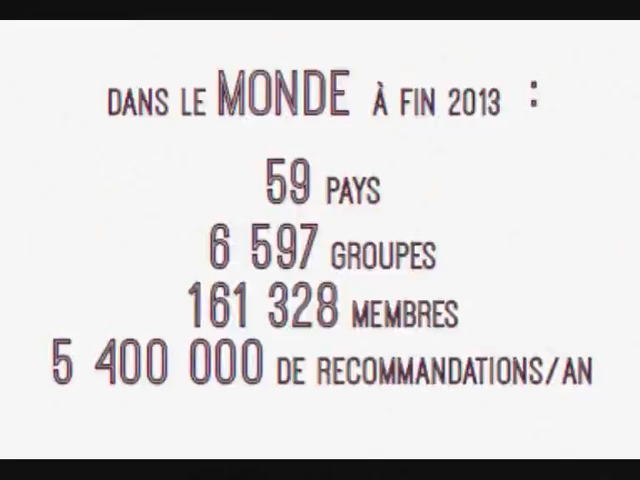 DANS LE MONDE À FIN 2013 :
59 PAYS
6 597 GROUPES
161 328 MEMBRES
5 400 000 DE RECOMMANDATIONS/AN